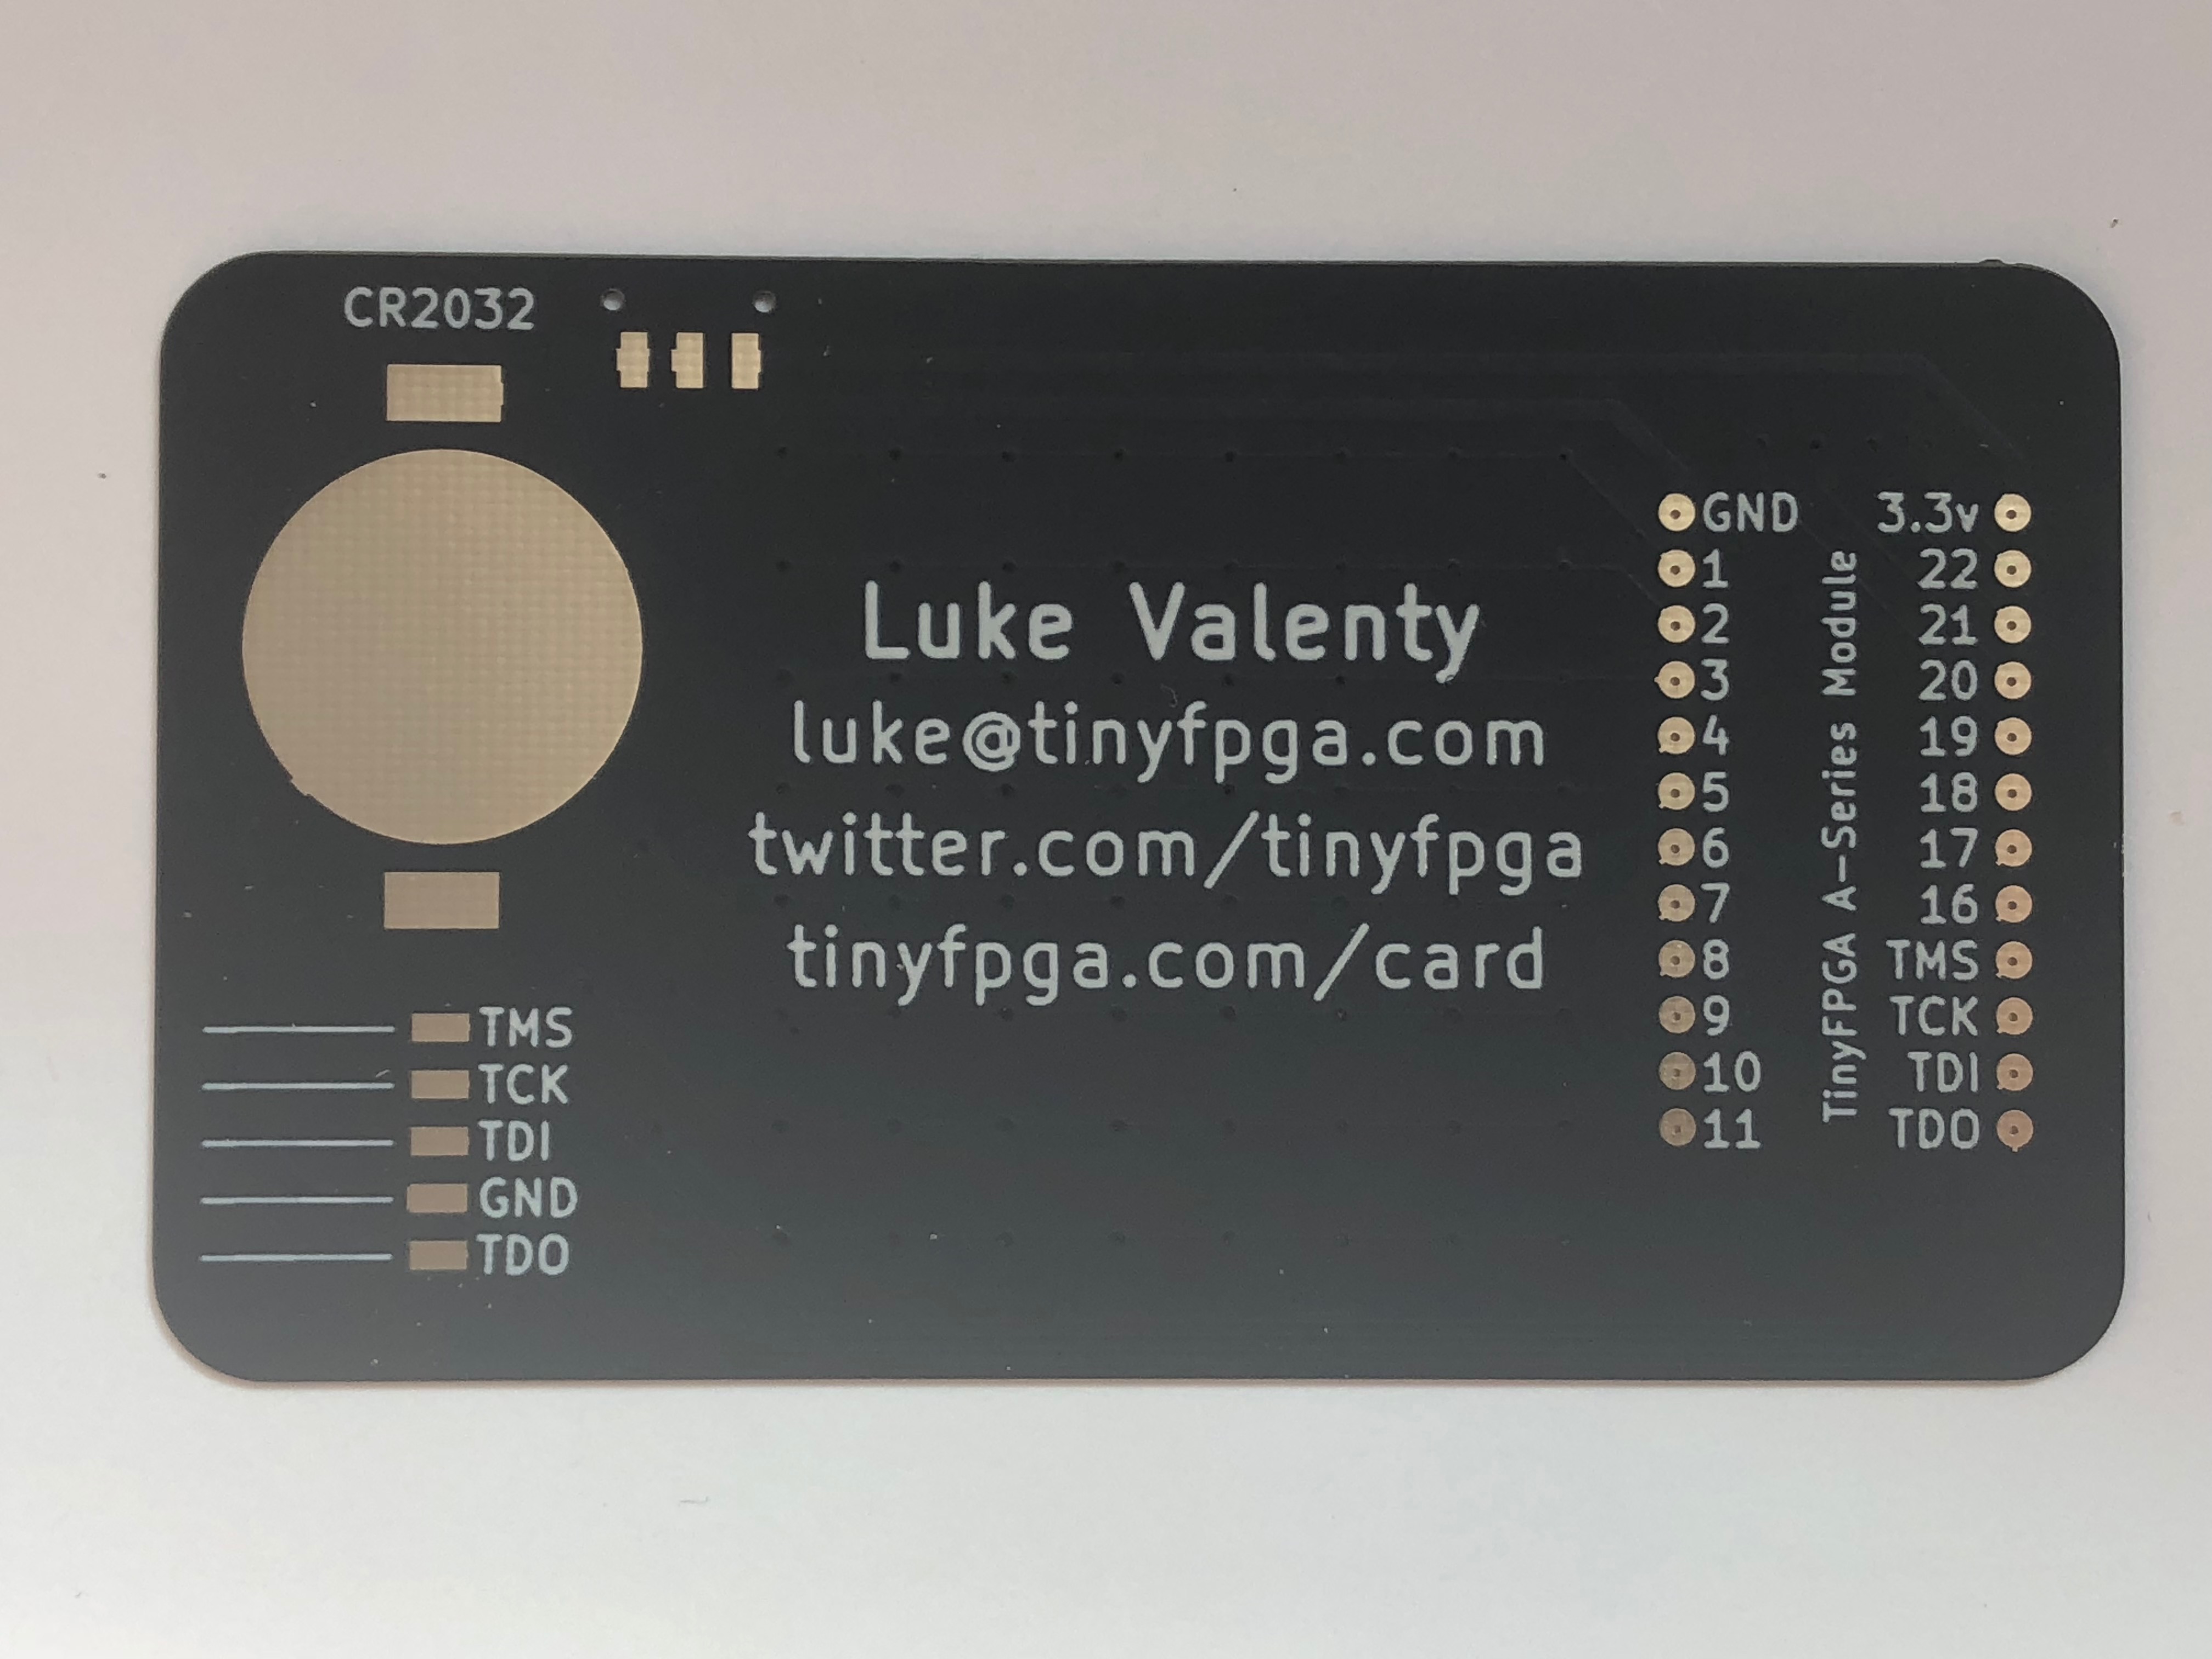 CR2032
Luke Valenty
luke@tinyfpga.com
twitter.com/tinyfpga
tinyfpga.com/card
TMS
TCK
TDI
GND
TDO
GND
1
2
3
4
5
6
7
8
9
10
11
TinyFPGA A-Series Module
3.3v
22
21
20
19
18
17
16
TMS
TCK
TDI
TDO